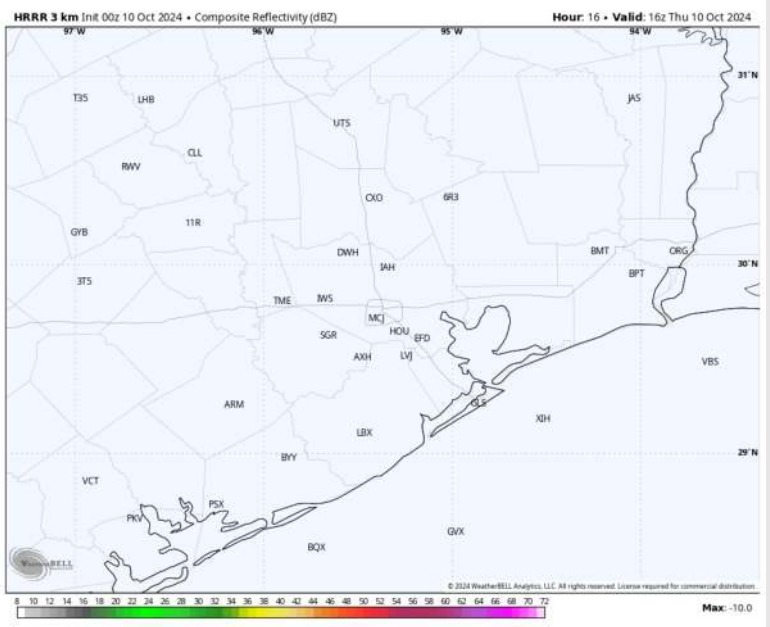 HRRR 3 km Init 00z 10 Oct 2024 • Composite Reflectivity (dBZ)
Hour: 16 • Valid: 16z Thu 10 Oct 2024
97°W 96°W 95°W 94°W
31°N
T35 LHB JAS
UTS
CLL
RWV
CXO 6R3
11R
GYB
DWH BMT ORG
IAH 30°N
3T5 BPT
TME IWS
MCJ
SGR HOU EFD
AXH LVJ VBS
ARM GLS
LBX XIH
BYY 29°N
VCT
PSX
PKV
BQX GVX
WEATHERBELL
© 2024 WeatherBELL Analytics, LLC. All rights reserved. License required for commercial distribution.
8 10 12 14 16 18 20 22 24 26 28 30 32 34 36 38 40 42 44 46 48 50 52 54 56 58 60 62 64 66 68 70 72
Max: -10.0